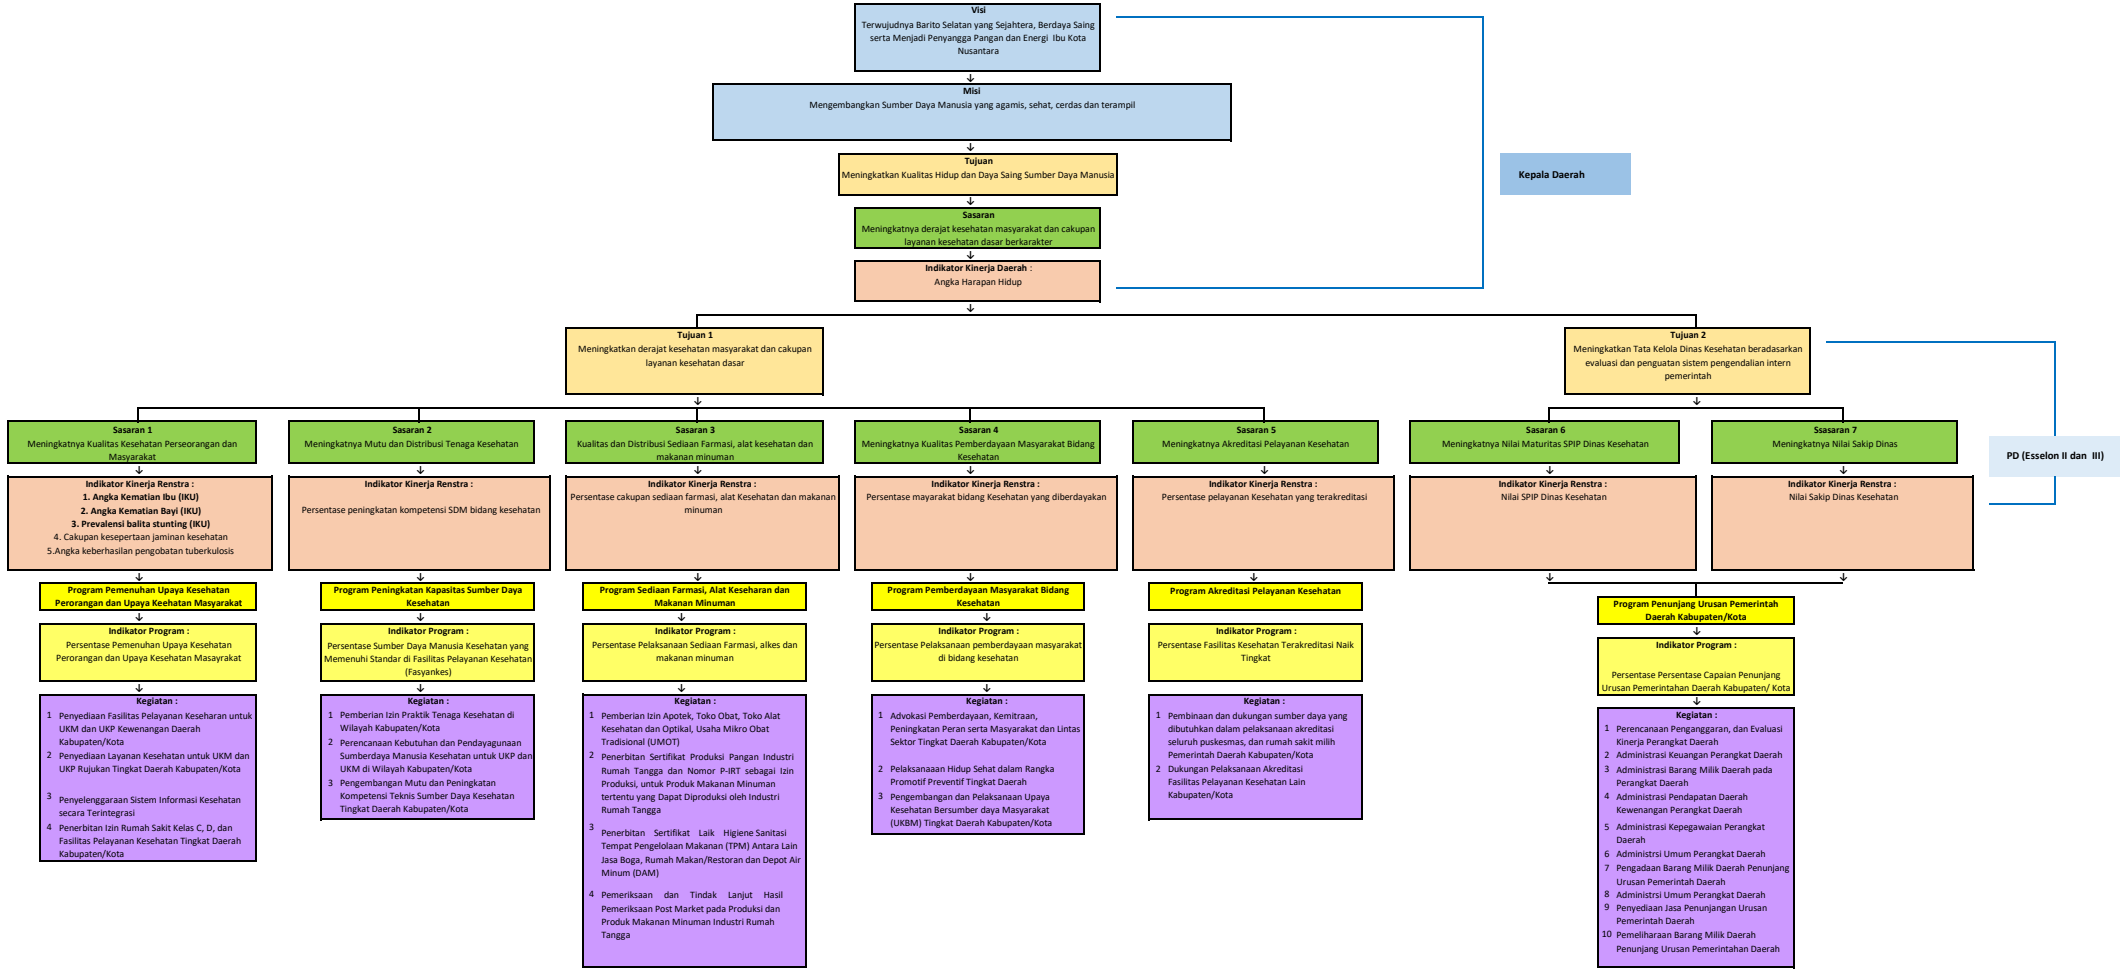 Visi
Terwujudnya Barito Selatan yang Sejahtera, Berdaya Saing
serta Menjadi Penyangga Pangan dan Energi Ibu Kota
Nusantara
↓
Misi
Mengembangkan Sumber Daya Manusia yang agamis, sehat, cerdas dan terampil
↓
Tujuan
Meningkatkan Kualitas Hidup dan Daya Saing Sumber Daya Manusia
↓
Sasaran
Meningkatnya derajat kesehatan masyarakat dan cakupan
layanan kesehatan dasar berkarakter
↓
Indikator Kinerja Daerah :
Angka Harapan Hidup
↓
Kepala Daerah
Tujuan 1
Meningkatkan derajat kesehatan masyarakat dan cakupan
layanan kesehatan dasar
↓
Tujuan 2
Meningkatkan Tata Kelola Dinas Kesehatan beradasarkan
evaluasi dan penguatan sistem pengendalian intern
pemerintah
↓
PD (Esselon II dan III)
Sasaran 1
Meningkatnya Kualitas Kesehatan Perseorangan dan
Masyarakat
↓
Indikator Kinerja Renstra :
1. Angka Kematian Ibu (IKU)
2. Angka Kematian Bayi (IKU)
3. Prevalensi balita stunting (IKU)
4. Cakupan kesepertaan jaminan kesehatan
5.Angka keberhasilan pengobatan tuberkulosis
↓
Program Pemenuhan Upaya Kesehatan
Perorangan dan Upaya Keehatan Masyarakat
↓
Indikator Program :
Persentase Pemenuhan Upaya Kesehatan
Perorangan dan Upaya Kesehatan Masayrakat
↓
Kegiatan :
1 Penyediaan Fasilitas Pelayanan Keseharan untuk
UKM dan UKP Kewenangan Daerah
Kabupaten/Kota
2 Penyediaan Layanan Kesehatan untuk UKM dan
UKP Rujukan Tingkat Daerah Kabupaten/Kota
3 Penyelenggaraan Sistem Informasi Kesehatan
secara Terintegrasi
4 Penerbitan Izin Rumah Sakit Kelas C, D, dan
Fasilitas Pelayanan Kesehatan Tingkat Daerah
Kabupaten/Kota
Sasaran 2
Meningkatnya Mutu dan Distribusi Tenaga Kesehatan
↓
Indikator Kinerja Renstra :
Persentase peningkatan kompetensi SDM bidang kesehatan
↓
Program Peningkatan Kapasitas Sumber Daya
Kesehatan
↓
Indikator Program :
Persentase Sumber Daya Manusia Kesehatan yang
Memenuhi Standar di Fasilitas Pelayanan Kesehatan
(Fasyankes)
↓
Kegiatan :
1 Pemberian Izin Praktik Tenaga Kesehatan di
Wilayah Kabupaten/Kota
2 Perencanaan Kebutuhan dan Pendayagunaan
Sumberdaya Manusia Kesehatan untuk UKP dan
UKM di Wilayah Kabupaten/Kota
3 Pengembangan Mutu dan Peningkatan
Kompetensi Teknis Sumber Daya Kesehatan
Tingkat Daerah Kabupaten/Kota
Sasaran 3
Kualitas dan Distribusi Sediaan Farmasi, alat kesehatan dan
makanan minuman
↓
Indikator Kinerja Renstra :
Persentase cakupan sediaan farmasi, alat Kesehatan dan makanan
minuman
↓
Program Sediaan Farmasi, Alat Keseharan dan
Makanan Minuman
↓
Indikator Program :
Persentase Pelaksanaan Sediaan Farmasi, alkes dan
makanan minuman
↓
Kegiatan :
1 Pemberian Izin Apotek, Toko Obat, Toko Alat
Kesehatan dan Optikal, Usaha Mikro Obat
Tradisional (UMOT)
2 Penerbitan Sertifikat Produksi Pangan Industri
Rumah Tangga dan Nomor P-IRT sebagai Izin
Produksi, untuk Produk Makanan Minuman
tertentu yang Dapat Diproduksi oleh Industri
Rumah Tangga
3 Penerbitan Sertifikat Laik Higiene Sanitasi
Tempat Pengelolaan Makanan (TPM) Antara Lain
Jasa Boga, Rumah Makan/Restoran dan Depot Air
Minum (DAM)
4 Pemeriksaan dan Tindak Lanjut Hasil
Pemeriksaan Post Market pada Produksi dan
Produk Makanan Minuman Industri Rumah
Tangga
Sasaran 4
Meningkatnya Kualitas Pemberdayaan Masyarakat Bidang
Kesehatan
↓
Indikator Kinerja Renstra :
Persentase mayarakat bidang Kesehatan yang diberdayakan
↓
Program Pemberdayaan Masyarakat Bidang
Kesehatan
↓
Indikator Program :
Persentase Pelaksanaan pemberdayaan masyarakat
di bidang kesehatan
↓
Kegiatan :
1 Advokasi Pemberdayaan, Kemitraan,
Peningkatan Peran serta Masyarakat dan Lintas
Sektor Tingkat Daerah Kabupaten/Kota
2 Pelaksanaaan Hidup Sehat dalam Rangka
Promotif Preventif Tingkat Daerah
3 Pengembangan dan Pelaksanaan Upaya
Kesehatan Bersumber daya Masyarakat
(UKBM) Tingkat Daerah Kabupaten/Kota
Sasaran 5
Meningkatnya Akreditasi Pelayanan Kesehatan
↓
Indikator Kinerja Renstra :
Persentase pelayanan Kesehatan yang terakreditasi
↓
Program Akreditasi Pelayanan Kesehatan
Indikator Program :
Persentase Fasilitas Kesehatan Terakreditasi Naik
Tingkat
↓
Kegiatan :
1 Pembinaan dan dukungan sumber daya yang
dibutuhkan dalam pelaksanaan akreditasi
seluruh puskesmas, dan rumah sakit milih
Pemerintah Daerah Kabupaten/Kota
2 Dukungan Pelaksanaan Akreditasi
Fasilitas Pelayanan Kesehatan Lain
Kabupaten/Kota
Sasaran 6
Meningkatnya Nilai Maturitas SPIP Dinas Kesehatan
↓
Indikator Kinerja Renstra :
Nilai SPIP Dinas Kesehatan
↓
Ssasaran 7
Meningkatnya Nilai Sakip Dinas
↓
Indikator Kinerja Renstra :
Nilai Sakip Dinas Kesehatan
↓
Program Penunjang Urusan Pemerintah
Daerah Kabupaten/Kota
↓
Indikator Program :
Persentase Persentase Capaian Penunjang
Urusan Pemerintahan Daerah Kabupaten/ Kota
↓
Kegiatan :
1 Perencanaan Penganggaran, dan Evaluasi
Kinerja Perangkat Daerah
2 Administrasi Keuangan Perangkat Daerah
3 Administrasi Barang Milik Daerah pada
Perangkat Daerah
4 Administrasi Pendapatan Daerah
Kewenangan Perangkat Daerah
5 Administrasi Kepegawaian Perangkat
Daerah
6 Administrsi Umum Perangkat Daerah
7 Pengadaan Barang Milik Daerah Penunjang
Urusan Pemerintah Daerah
8 Administrsi Umum Perangkat Daerah
9 Penyediaan Jasa Penunjangan Urusan
Pemerintah Daerah
10 Pemeliharaan Barang Milik Daerah
Penunjang Urusan Pemerintahan Daerah